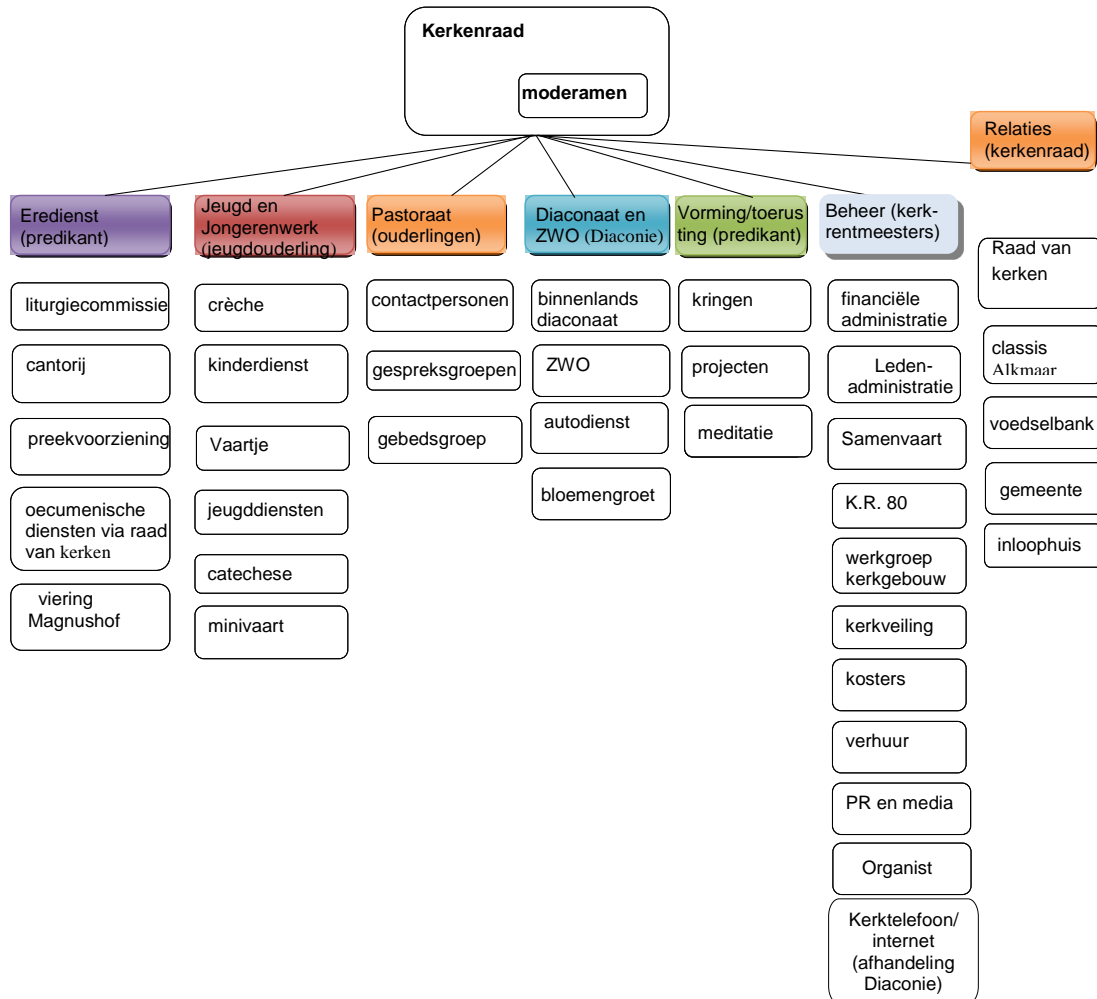 Kerkenraad
moderamen
Relaties
(kerkenraad)
Eredienst
(predikant)
Jeugd en
Jongerenwerk
(jeugdouderling)
Pastoraat
(ouderlingen)
Diaconaat en
ZWO (Diaconie)
Vorming/toerus
ting (predikant)
Beheer (kerk-
rentmeesters)
liturgiecommissie
cantorij
preekvoorziening
oecumenische
diensten via raad
van kerken
viering
Magnushof
crèche
kinderdienst
Vaartje
jeugddiensten
catechese
minivaart
contactpersonen
gespreksgroepen
gebedsgroep
binnenlands
diaconaat
ZWO
autodienst
bloemengroet
kringen
projecten
meditatie
financiële
administratie
Leden-
administratie
Samenvaart
K.R. 80
werkgroep
kerkgebouw
kerkveiling
kosters
verhuur
PR en media
Organist
Kerktelefoon/
internet
(afhandeling
Diaconie)
Raad van
kerken
classis
Alkmaar
voedselbank
gemeente
inloophuis